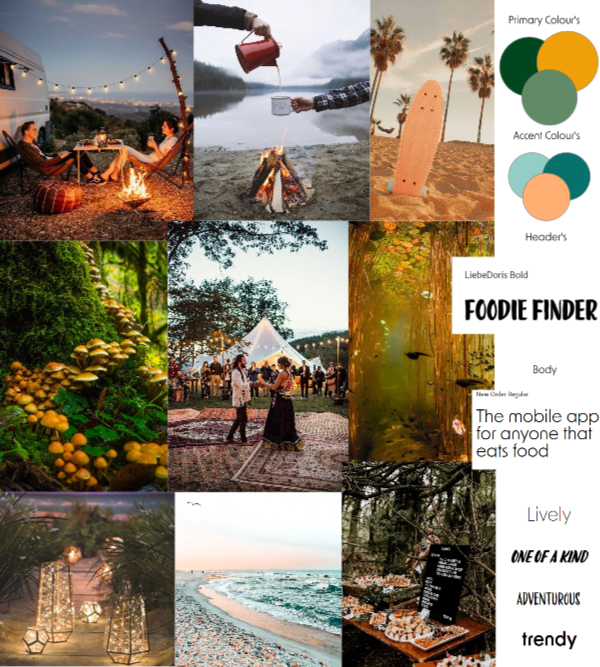 Primary Colour's
Accent Colour's
Header's
LiebeDoris Bold
FOODIE FINDER
Body
New Order Regular
The mobile app
for anyone that
eats food
Lively
ONE OF A KIND
ADVENTUROUS
trendy